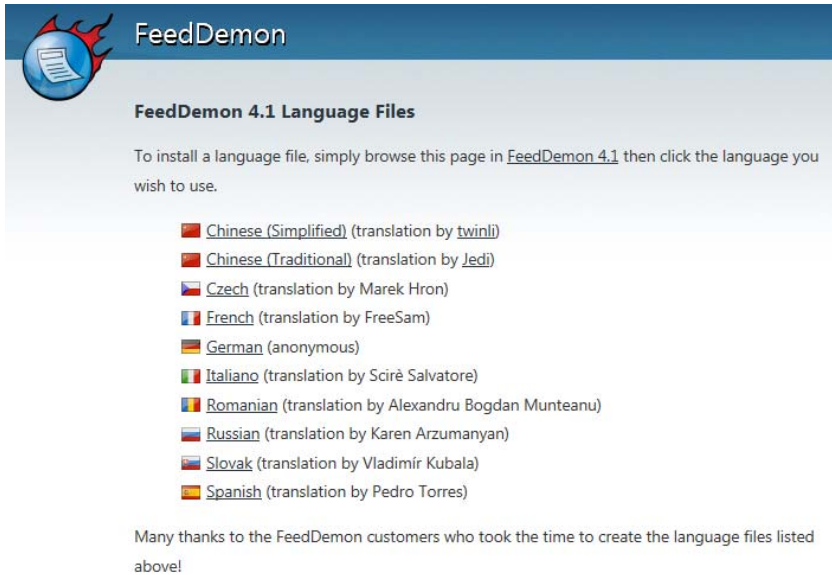 FeedDemon
FeedDemon 4.1 Language Files
To install a language file, simply browse this page in FeedDemon 4.1 then click the language you
wish to use.
Chinese (Simplified) (translation by twinli)
Chinese (Traditional) (translation by Jedi)
Czech (translation by Marek Hron)
French (translation by FreeSam)
German (anonymous)
Italiano (translation by Scirè Salvatore)
Romanian (translation by Alexandru Bogdan Munteanu)
Russian (translation by Karen Arzumanyan)
Slovak (translation by Vladimír Kubala)
Spanish (translation by Pedro Torres)
Many thanks to the FeedDemon customers who took the time to create the language files listed
above!